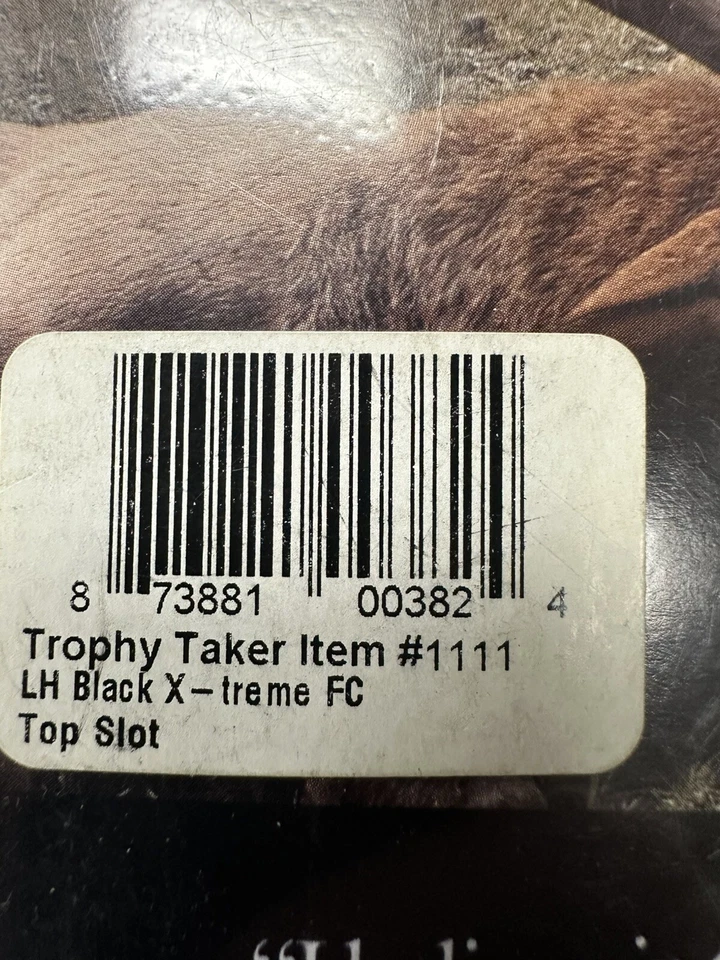 8 73881 00382 4
Trophy Taker Item #1111
LH Black X-treme FC
Top Slot